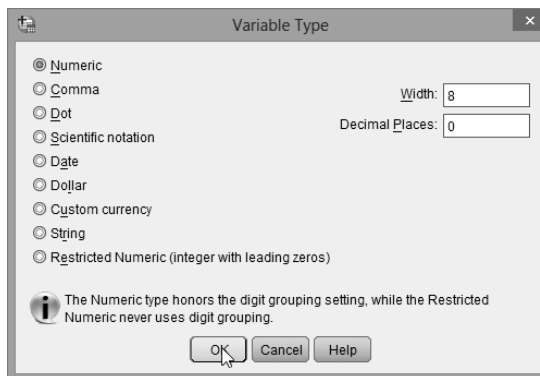 Variable Type
Numeric
Comma
Dot
Scientific notation
Date
Dollar
Custom currency
String
Restricted Numeric (integer with leading zeros)
Width: 8
Decimal Places: 0
The Numeric type honors the digit grouping setting, while the Restricted
Numeric never uses digit grouping.
OK Cancel Help